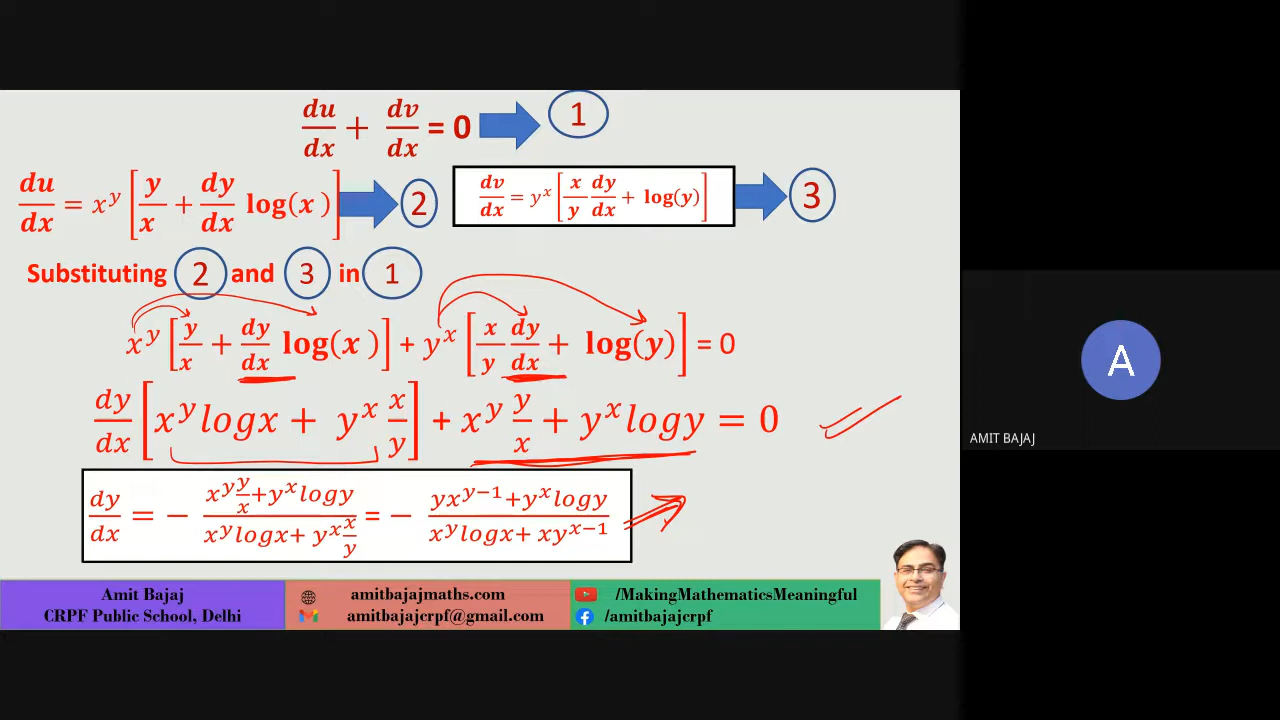 du/dx + dv/dx = 0 1
du/dx = x^y [y/x + dy/dx log(x)] 2
dv/dx = y^x [x/y dy/dx + log(y)] 3
Substituting 2 and 3 in 1
x^y [y/x + dy/dx log(x)] + y^x [x/y dy/dx + log(y)] = 0
dy/dx [x^y logx + y^x x/y] + x^y y/x + y^x logy = 0
dy/dx = − (x^y y/x + y^x logy)/(x^y logx + y^x x/y) = − (yx^(y−1) + y^x logy)/(x^y logx + xy^(x−1))
A
AMIT BAJAJ
Amit Bajaj
CRPF Public School, Delhi
amitbajajmaths.com
amitbajajcrpf@gmail.com
/MakingMathematicsMeaningful
/amitbajajcrpf